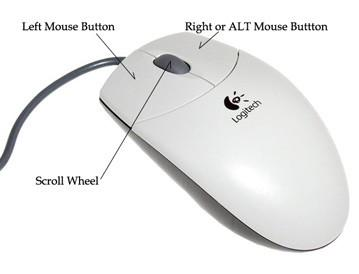 Left Mouse Button
Right or ALT Mouse Buttton
Logitech
Scroll Wheel